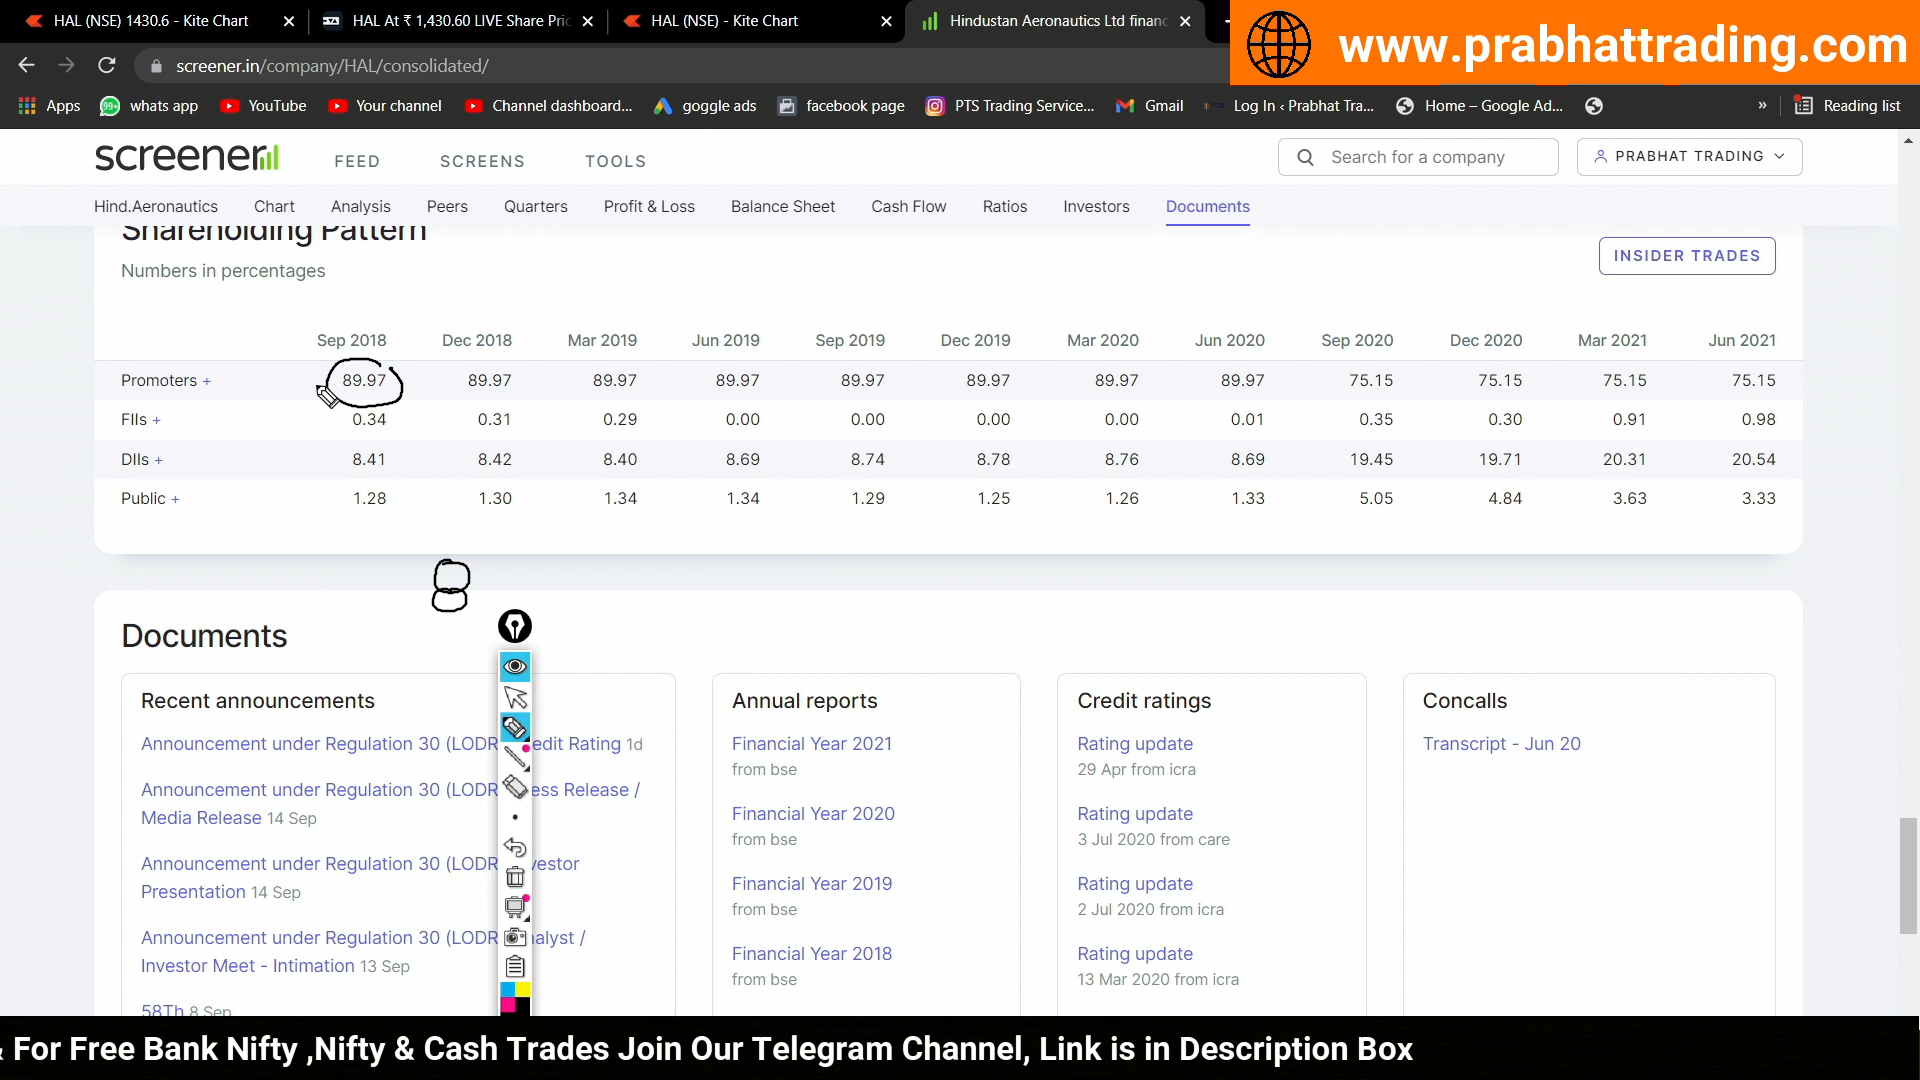 HAL (NSE) 1430.6 - Kite Chart
HAL At ₹ 1,430.60 LIVE Share Pric
HAL (NSE) - Kite Chart
Hindustan Aeronautics Ltd financ
www.prabhattrading.com
screener.in/company/HAL/consolidated/
Apps 99+ whats app YouTube Your channel Channel dashboard... goggle ads facebook page PTS Trading Service... Gmail Log In ‹ Prabhat Tra... Home – Google Ad... » Reading list
screener FEED SCREENS TOOLS Search for a company PRABHAT TRADING
Hind.Aeronautics Chart Analysis Peers Quarters Profit & Loss Balance Sheet Cash Flow Ratios Investors Documents
Shareholding Pattern
Numbers in percentages
INSIDER TRADES
Sep 2018 Dec 2018 Mar 2019 Jun 2019 Sep 2019 Dec 2019 Mar 2020 Jun 2020 Sep 2020 Dec 2020 Mar 2021 Jun 2021
Promoters + 89.97 89.97 89.97 89.97 89.97 89.97 89.97 89.97 75.15 75.15 75.15 75.15
FIIs + 0.34 0.31 0.29 0.00 0.00 0.00 0.00 0.01 0.35 0.30 0.91 0.98
DIIs + 8.41 8.42 8.40 8.69 8.74 8.78 8.76 8.69 19.45 19.71 20.31 20.54
Public + 1.28 1.30 1.34 1.34 1.29 1.25 1.26 1.33 5.05 4.84 3.63 3.33
8
Documents
Recent announcements
Announcement under Regulation 30 (LODR edit Rating 1d
Announcement under Regulation 30 (LODR ess Release /
Media Release 14 Sep
Announcement under Regulation 30 (LODR vestor
Presentation 14 Sep
Announcement under Regulation 30 (LODR nalyst /
Investor Meet - Intimation 13 Sep
58Th 8 Sep
Annual reports
Financial Year 2021
from bse
Financial Year 2020
from bse
Financial Year 2019
from bse
Financial Year 2018
from bse
Credit ratings
Rating update
29 Apr from icra
Rating update
3 Jul 2020 from care
Rating update
2 Jul 2020 from icra
Rating update
13 Mar 2020 from icra
Concalls
Transcript - Jun 20
For Free Bank Nifty ,Nifty & Cash Trades Join Our Telegram Channel, Link is in Description Box